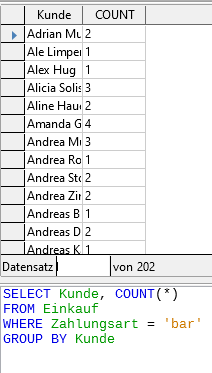 Kunde COUNT
Adrian Mu 2
Ale Limper 1
Alex Hug 1
Alicia Solis 3
Aline Haud 2
Amanda G 4
Andrea Mu 3
Andrea Ro 1
Andrea Sto 2
Andrea Zir 2
Andreas B 1
Andreas D 2
Andreas K 1
Datensatz von 202
SELECT Kunde, COUNT(*)
FROM Einkauf
WHERE Zahlungsart = 'bar'
GROUP BY Kunde